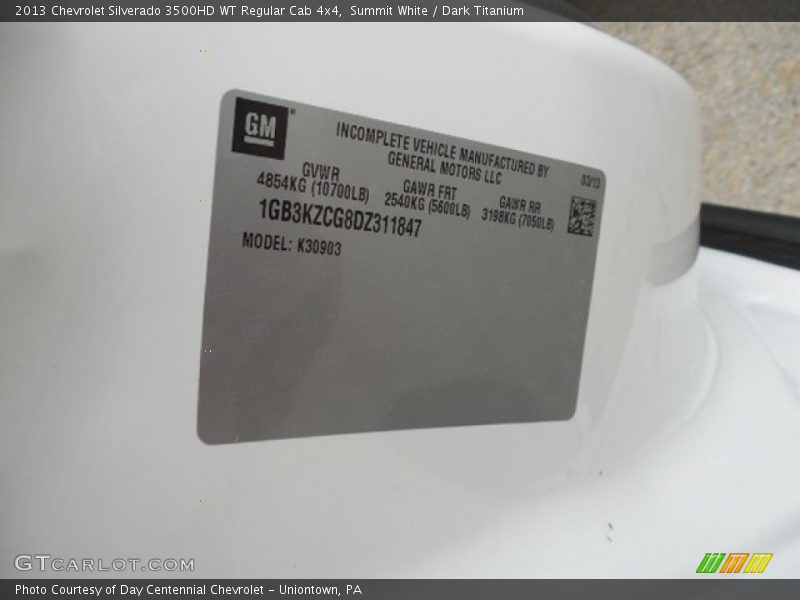 2013 Chevrolet Silverado 3500HD WT Regular Cab 4x4,  Summit White / Dark Titanium
GM
INCOMPLETE VEHICLE MANUFACTURED BY
GENERAL MOTORS LLC
03/13
GVWR
4854KG (10700LB)
GAWR FRT
2540KG (5600LB)
GAWR RR
3198KG (7050LB)
1GB3KZCG8DZ311847
MODEL: K30903
GTCARLOT.COM
Photo Courtesy of Day Centennial Chevrolet - Uniontown, PA